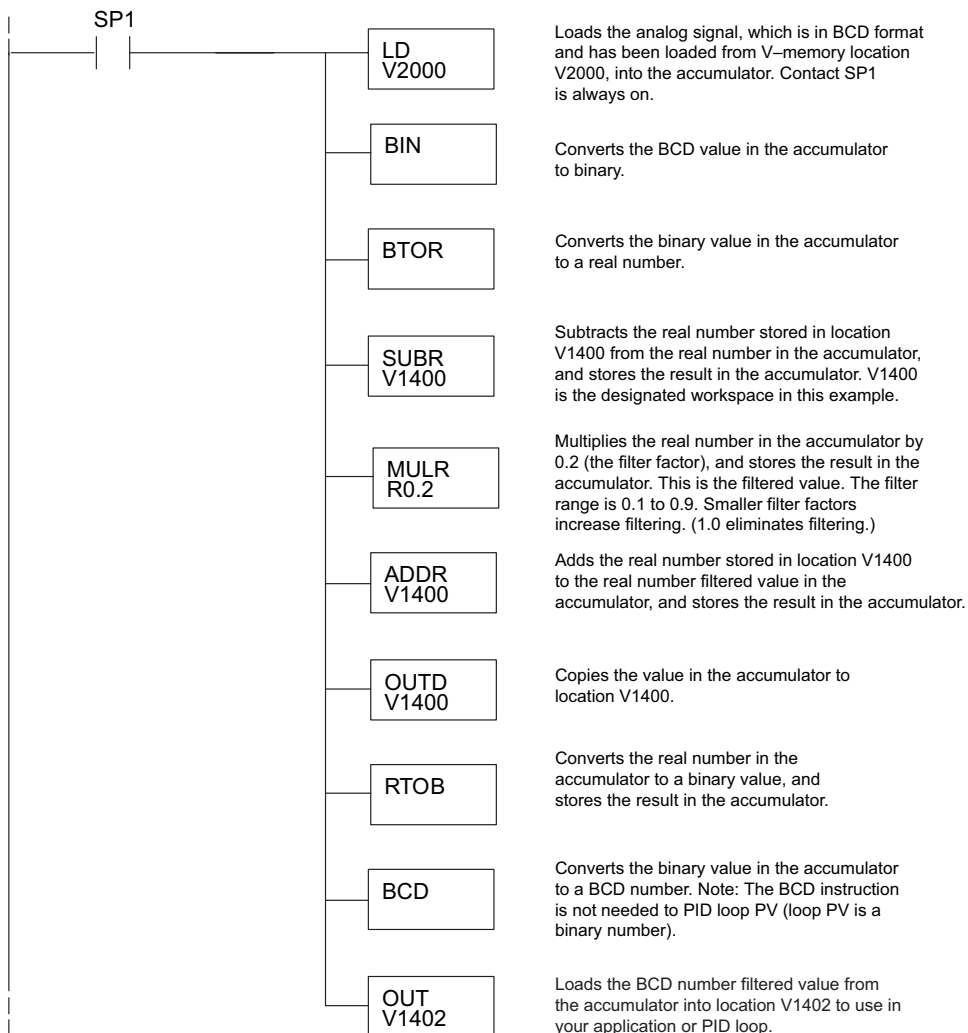 SP1
LD
V2000
Loads the analog signal, which is in BCD format
and has been loaded from V–memory location
V2000, into the accumulator. Contact SP1
is always on.
BIN
Converts the BCD value in the accumulator
to binary.
BTOR
Converts the binary value in the accumulator
to a real number.
SUBR
V1400
Subtracts the real number stored in location
V1400 from the real number in the accumulator,
and stores the result in the accumulator. V1400
is the designated workspace in this example.
MULR
R0.2
Multiplies the real number in the accumulator by
0.2 (the filter factor), and stores the result in the
accumulator. This is the filtered value. The filter
range is 0.1 to 0.9. Smaller filter factors
increase filtering. (1.0 eliminates filtering.)
ADDR
V1400
Adds the real number stored in location V1400
to the real number filtered value in the
accumulator, and stores the result in the accumulator.
OUTD
V1400
Copies the value in the accumulator to
location V1400.
RTOB
Converts the real number in the
accumulator to a binary value, and
stores the result in the accumulator.
BCD
Converts the binary value in the accumulator
to a BCD number. Note: The BCD instruction
is not needed to PID loop PV (loop PV is a
binary number).
OUT
V1402
Loads the BCD number filtered value from
the accumulator into location V1402 to use in
your application or PID loop.